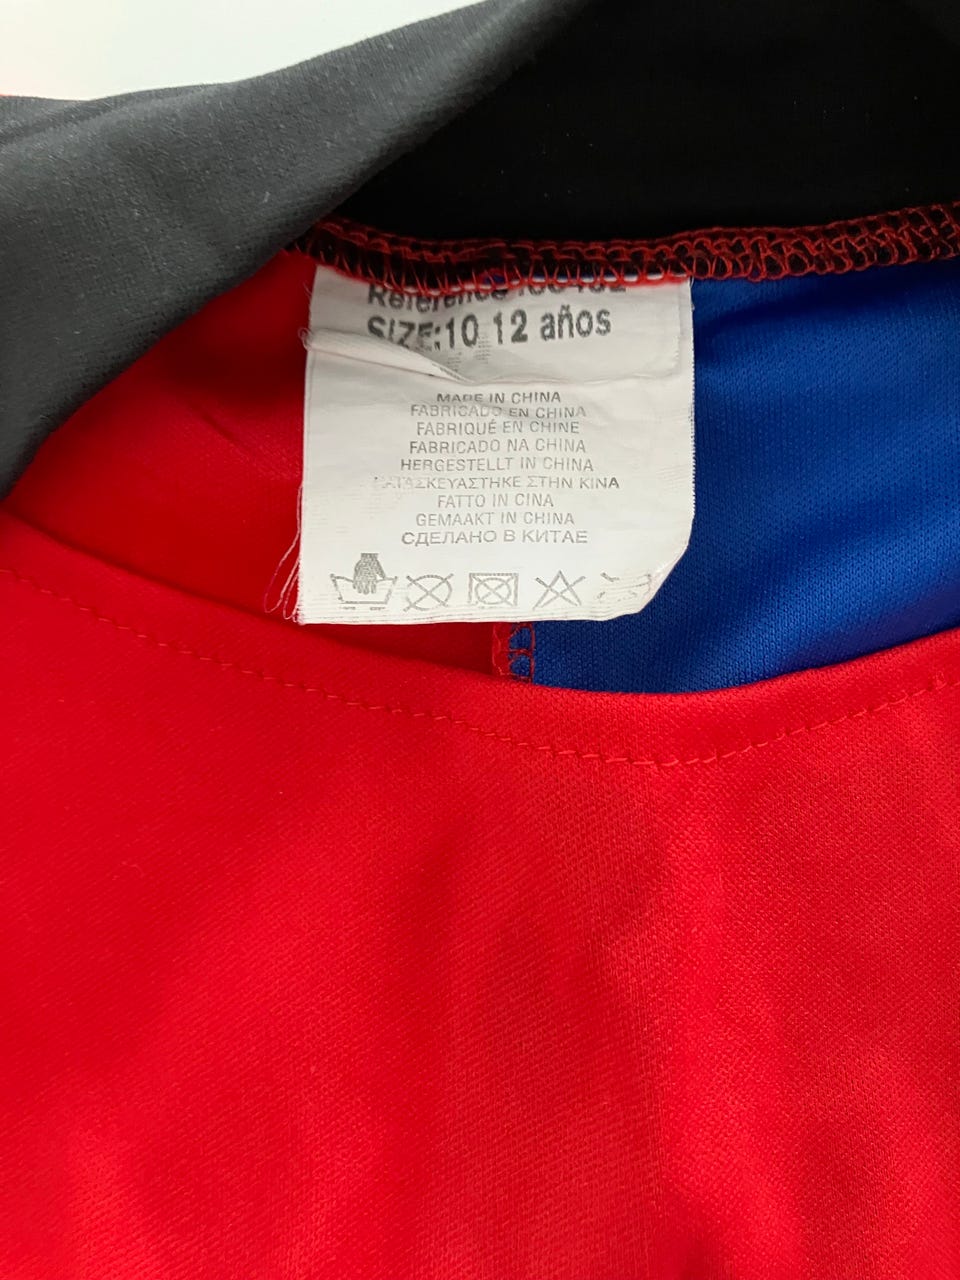 Reference
SIZE:10 12 años
MADE IN CHINA
FABRICADO EN CHINA
FABRIQUÉ EN CHINE
FABRICADO NA CHINA
HERGESTELLT IN CHINA
ΚΑΤΑΣΚΕΥΑΣΤΗΚΕ ΣΤΗΝ ΚΙΝΑ
FATTO IN CINA
GEMAAKT IN CHINA
СДЕЛАНО В КИТАЕ